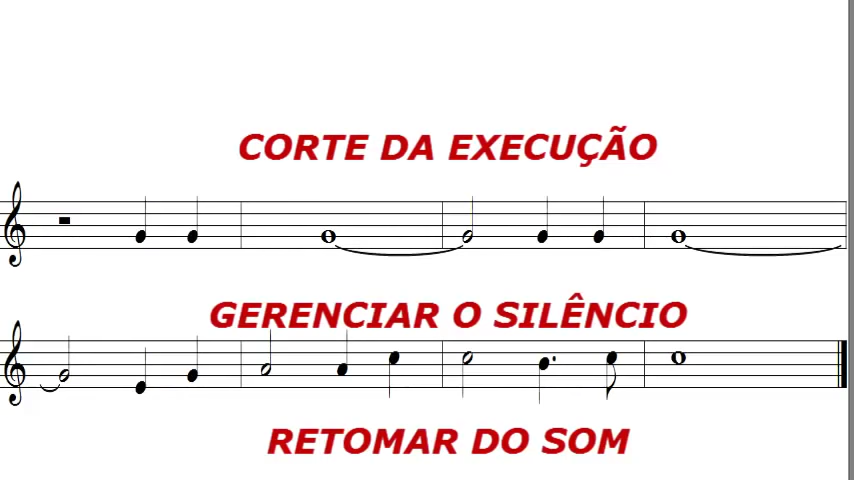 CORTE DA EXECUÇÃO
GERENCIAR O SILÊNCIO
RETOMAR DO SOM